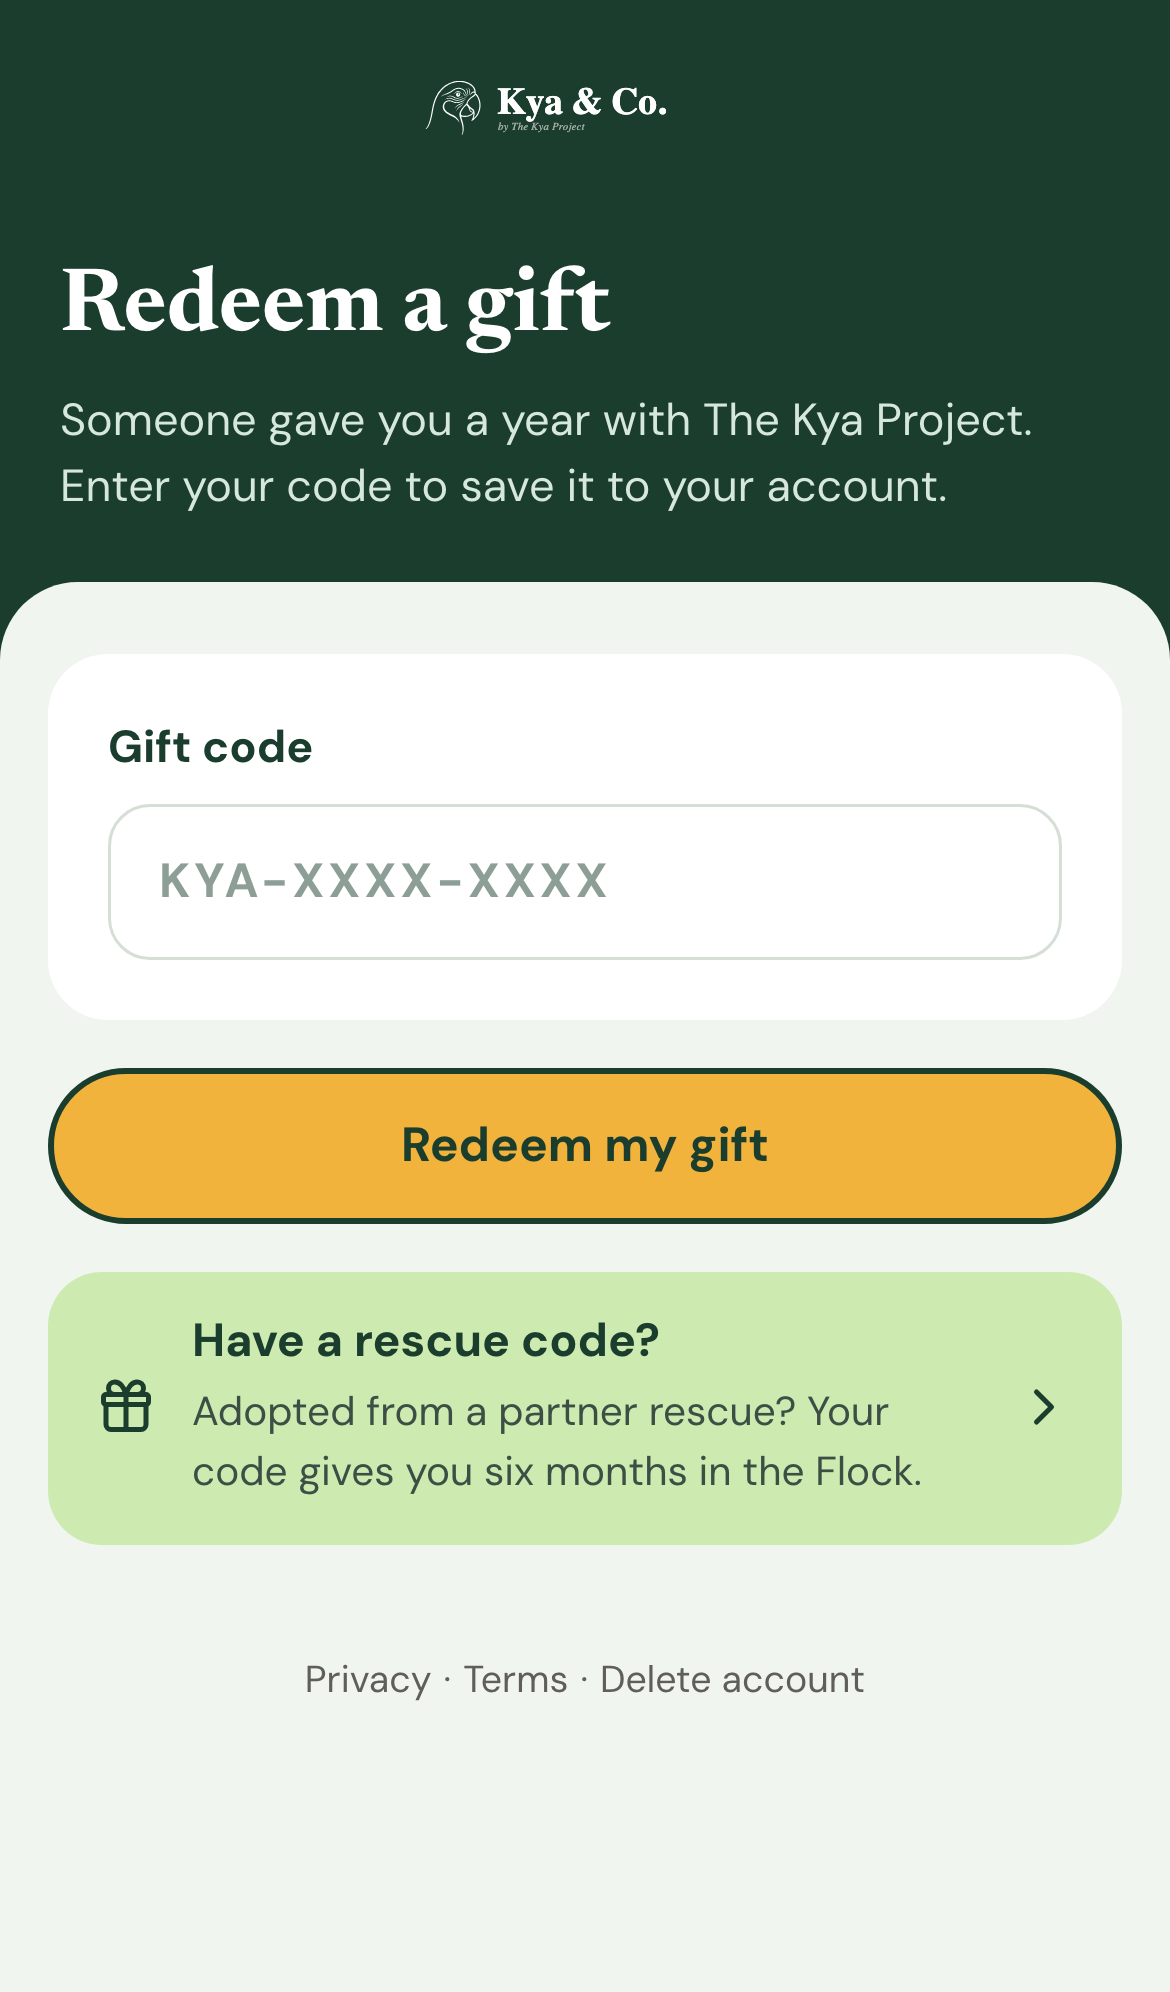 Kya & Co.
by The Kya Project
Redeem a gift
Someone gave you a year with The Kya Project.
Enter your code to save it to your account.
Gift code
KYA-XXXX-XXXX
Redeem my gift
Have a rescue code?
Adopted from a partner rescue? Your
code gives you six months in the Flock.
Privacy · Terms · Delete account